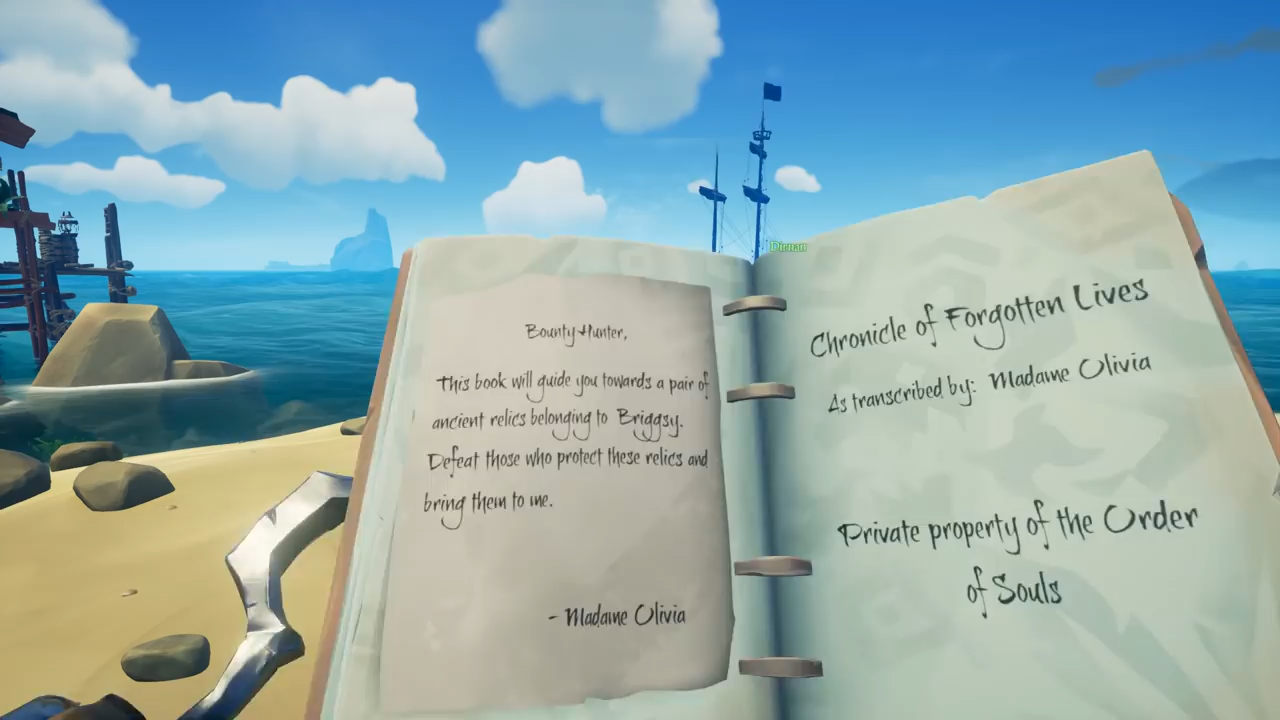 Bounty Hunter,
This book will guide you towards a pair of
ancient relics belonging to Briggsy.
Defeat those who protect these relics and
bring them to me.
- Madame Olivia
Dienan
Chronicle of Forgotten Lives
As transcribed by: Madame Olivia
Private property of the Order
of Souls